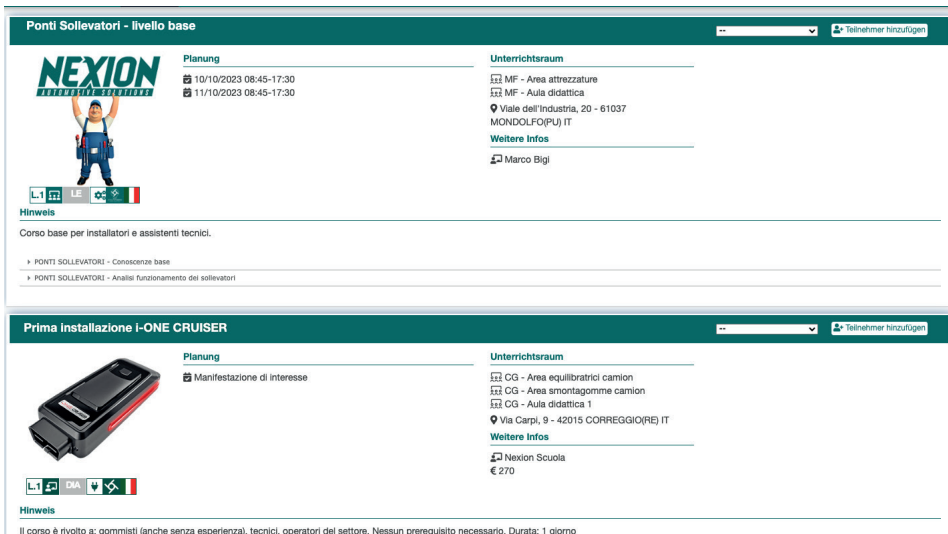 Ponti Sollevatori - livello base
--
Teilnehmer hinzufügen
NEXION
AUTOMOTIVE SOLUTIONS
L.1 LE
Planung
10/10/2023 08:45-17:30
11/10/2023 08:45-17:30
Unterrichtsraum
MF - Area attrezzature
MF - Aula didattica
Viale dell'Industria, 20 - 61037
MONDOLFO(PU) IT
Weitere Infos
Marco Bigi
Hinweis
Corso base per installatori e assistenti tecnici.
PONTI SOLLEVATORI - Conoscenze base
PONTI SOLLEVATORI - Analisi funzionamento dei sollevatori
Prima installazione i-ONE CRUISER
--
Teilnehmer hinzufügen
L.1 DIA
Planung
Manifestazione di interesse
Unterrichtsraum
CG - Area equilibratrici camion
CG - Area smontagomme camion
CG - Aula didattica 1
Via Carpi, 9 - 42015 CORREGGIO(RE) IT
Weitere Infos
Nexion Scuola
€ 270
Hinweis
Il corso è rivolto a: gommisti (anche senza esperienza), tecnici, operatori del settore. Nessun prerequisito necessario. Durata: 1 giorno